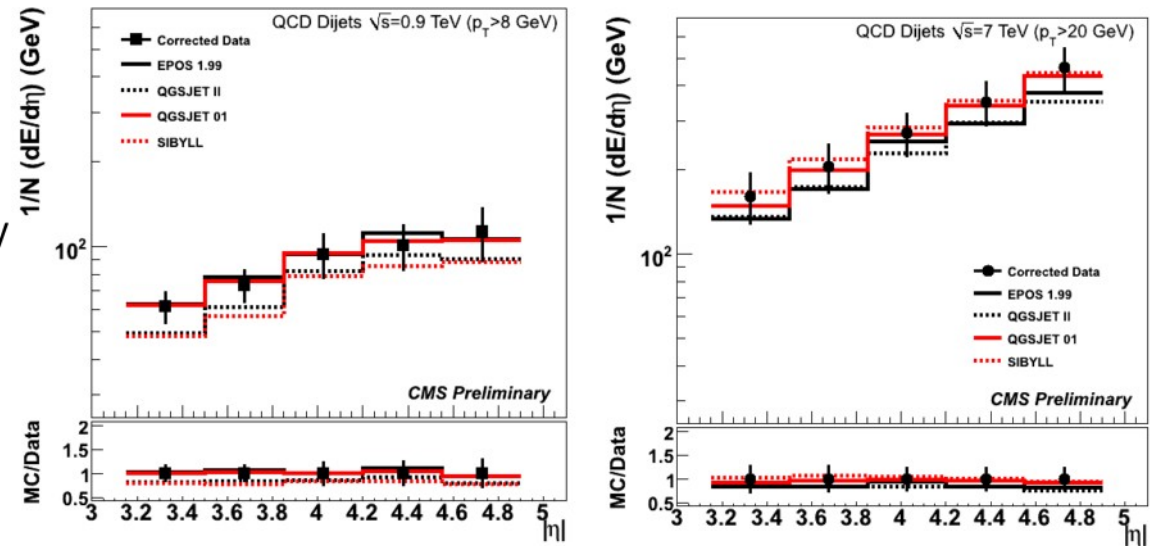 QCD Dijets √s=0.9 TeV (p_T>8 GeV)
1/N (dE/dη) (GeV)
Corrected Data
EPOS 1.99
QGSJET II
QGSJET 01
SIBYLL
10²
CMS Preliminary
MC/Data
2
1.5
1
0.5
3 3.2 3.4 3.6 3.8 4 4.2 4.4 4.6 4.8 5
|η|
QCD Dijets √s=7 TeV (p_T>20 GeV)
1/N (dE/dη) (GeV)
10²
Corrected Data
EPOS 1.99
QGSJET II
QGSJET 01
SIBYLL
CMS Preliminary
MC/Data
2
1.5
1
0.5
3 3.2 3.4 3.6 3.8 4 4.2 4.4 4.6 4.8 5
|η|